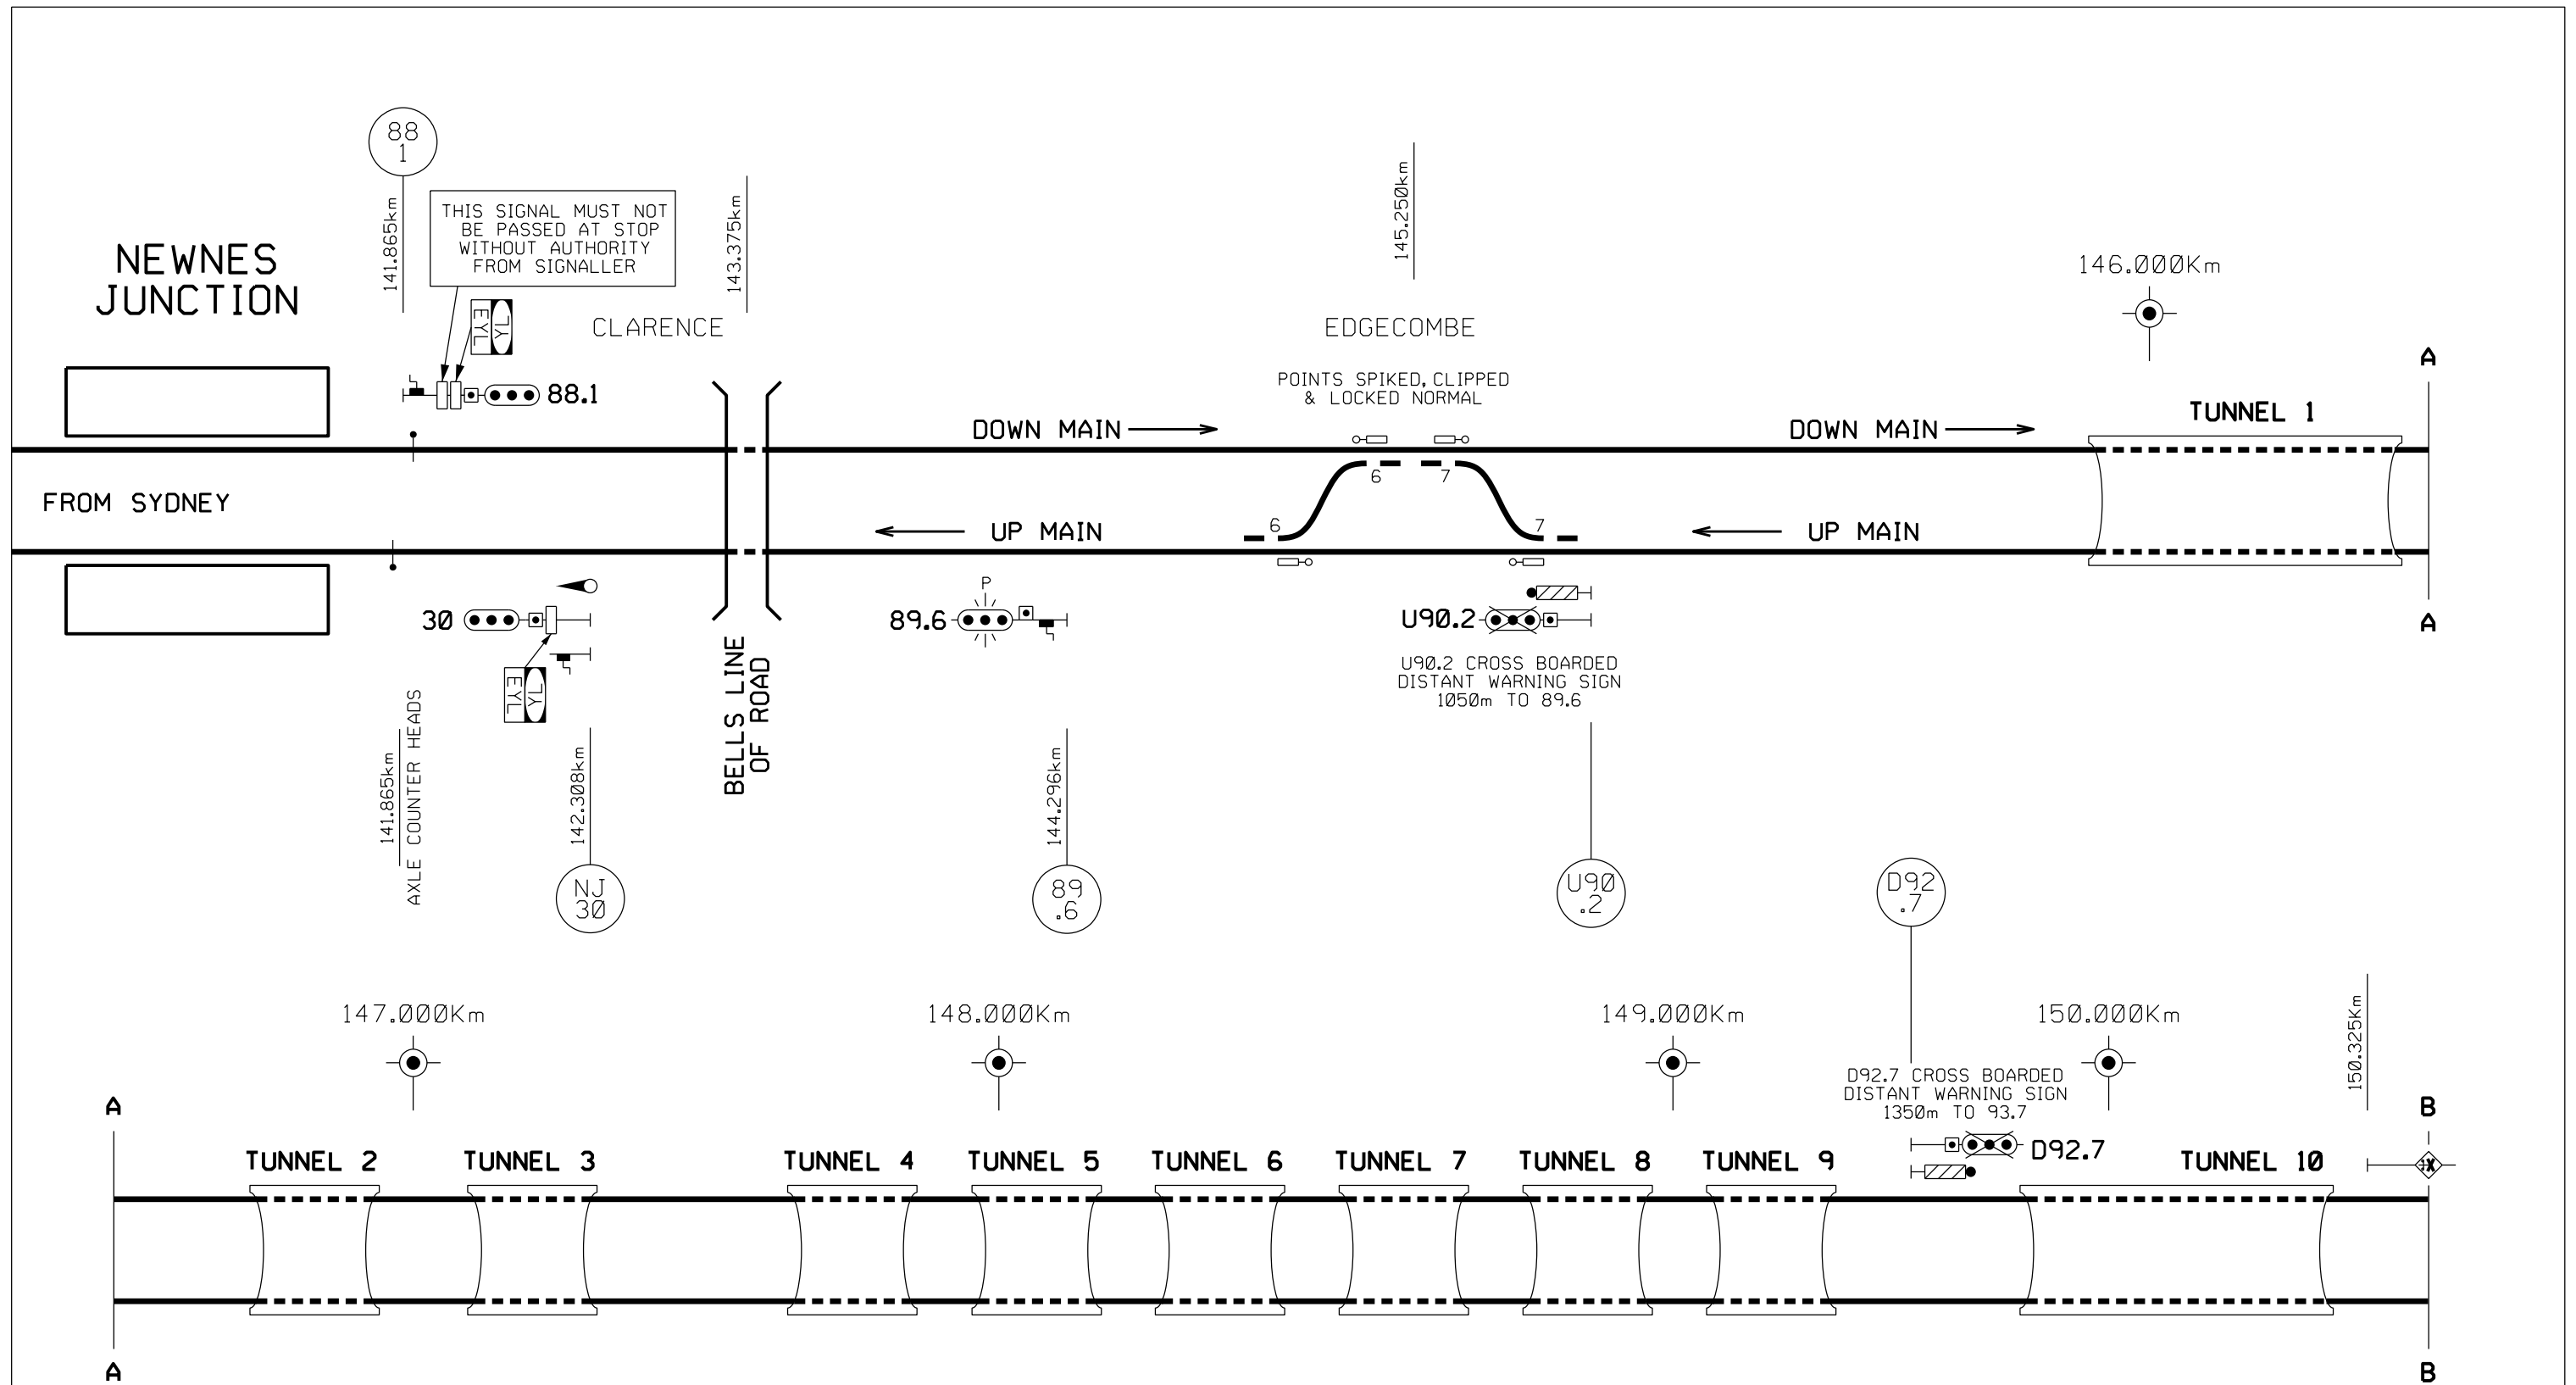 88
1
141.865km
THIS SIGNAL MUST NOT
BE PASSED AT STOP
WITHOUT AUTHORITY
FROM SIGNALLER
143.375km
145.250km
NEWNES
JUNCTION
YL
EYL
CLARENCE
EDGECOMBE
146.000Km
A
88.1
POINTS SPIKED, CLIPPED
& LOCKED NORMAL
TUNNEL 1
DOWN MAIN
DOWN MAIN
6
7
FROM SYDNEY
UP MAIN
6
7
UP MAIN
P
30
89.6
U90.2
A
YL
EYL
BELLS LINE
OF ROAD
U90.2 CROSS BOARDED
DISTANT WARNING SIGN
1050m TO 89.6
141.865km
AXLE COUNTER HEADS
142.308km
144.296km
NJ
30
89
.6
U90
.2
D92
.7
147.000Km
148.000Km
149.000Km
150.000Km
150.325Km
D92.7 CROSS BOARDED
DISTANT WARNING SIGN
1350m TO 93.7
A
B
D92.7
TUNNEL 2
TUNNEL 3
TUNNEL 4
TUNNEL 5
TUNNEL 6
TUNNEL 7
TUNNEL 8
TUNNEL 9
TUNNEL 10
X
A
B